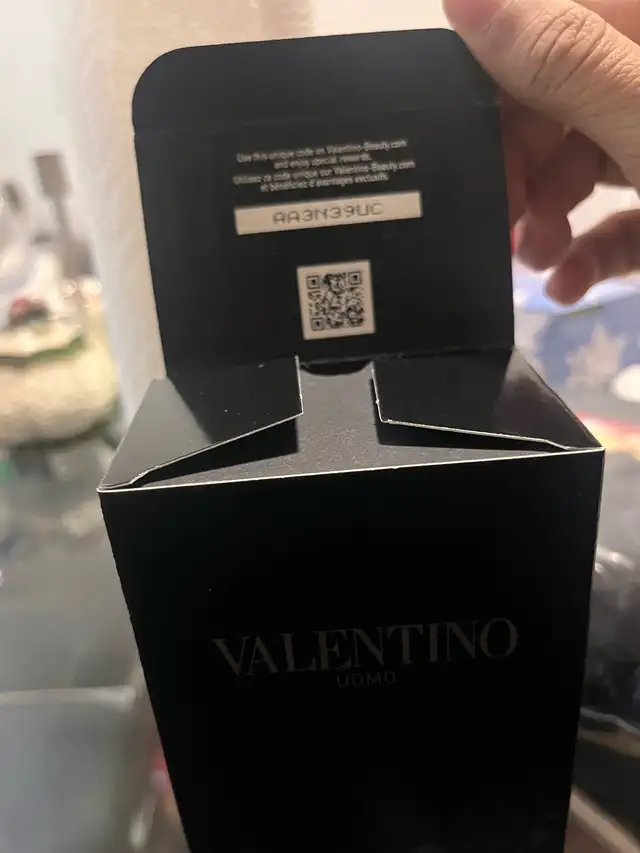 Use this unique code on Valentino-Beauty.com
and enjoy special rewards.
Utilisez ce code unique sur Valentino-Beauty.com
et bénéficiez d'avantages exclusifs.
AA3N39UC
VALENTINO
UOMO